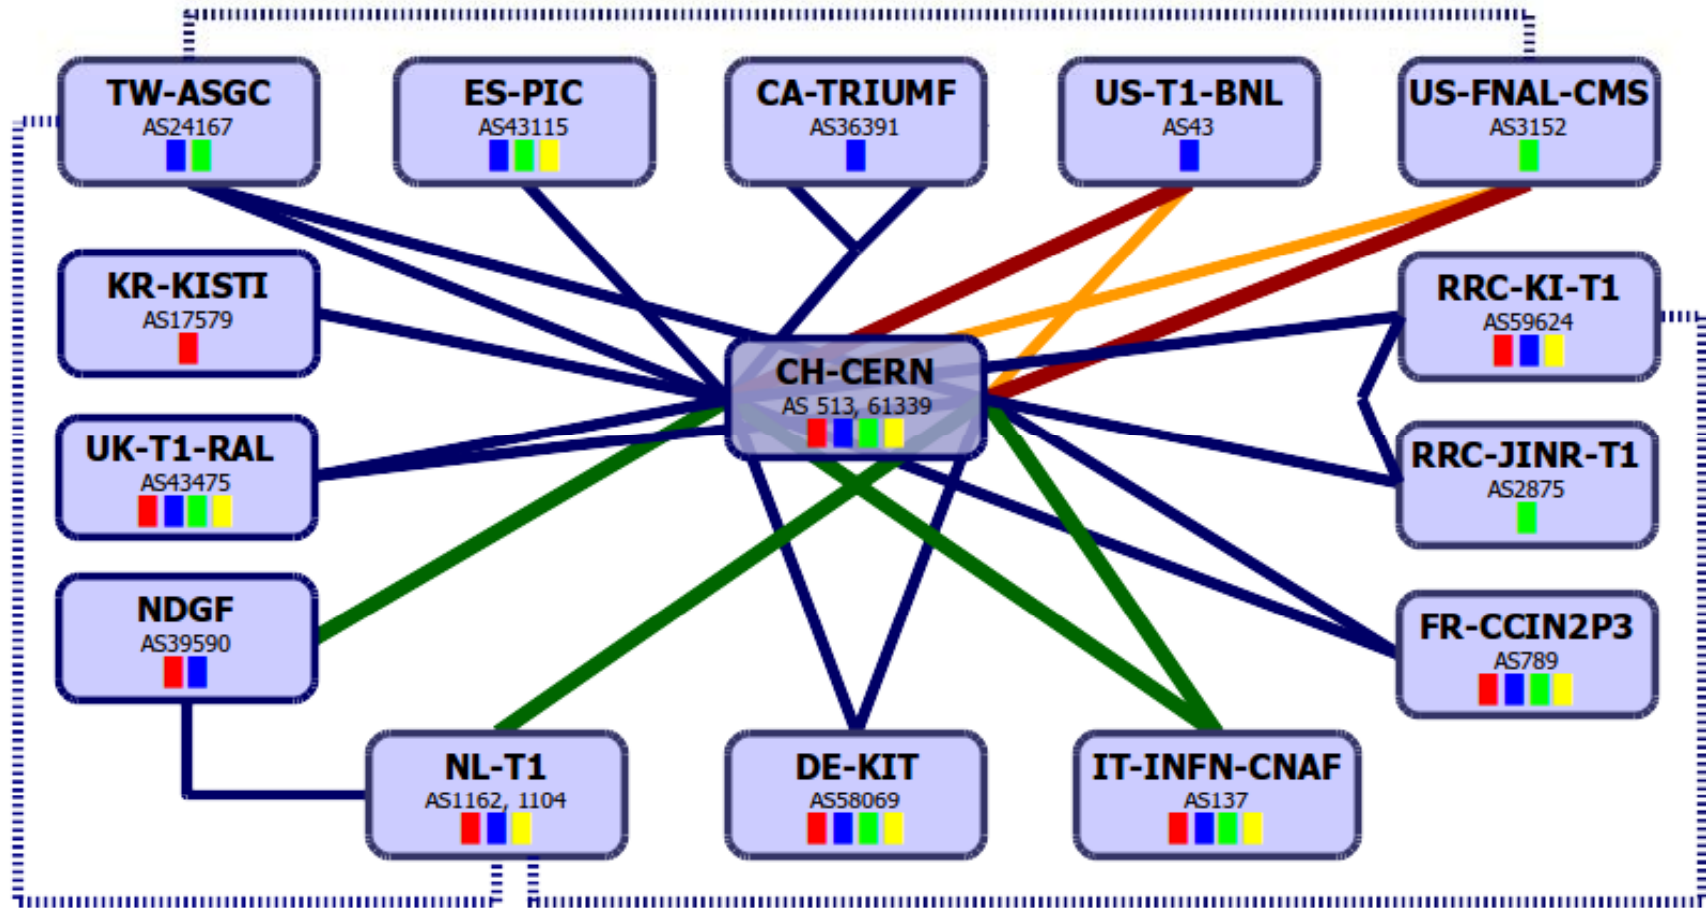 TW-ASGC
AS24167
ES-PIC
AS43115
CA-TRIUMF
AS36391
US-T1-BNL
AS43
US-FNAL-CMS
AS3152
KR-KISTI
AS17579
RRC-KI-T1
AS59624
CH-CERN
AS 513, 61339
UK-T1-RAL
AS43475
RRC-JINR-T1
AS2875
NDGF
AS39590
FR-CCIN2P3
AS789
NL-T1
AS1162, 1104
DE-KIT
AS58069
IT-INFN-CNAF
AS137